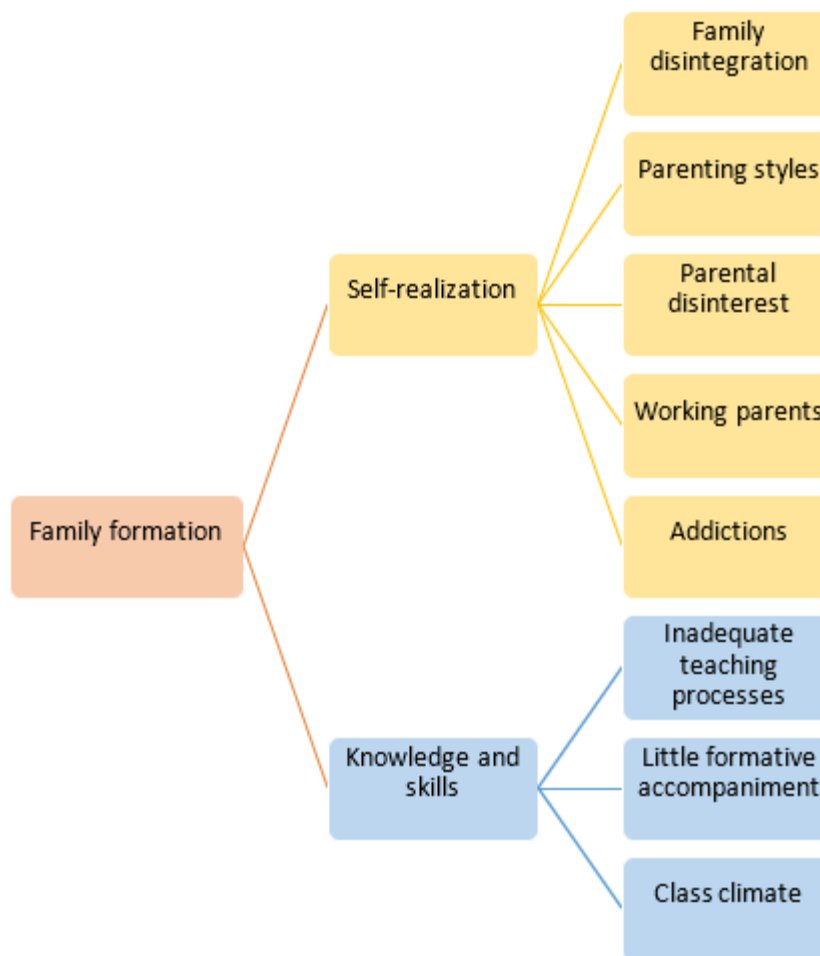 Family
disintegration
Parenting styles
Self-realization
Parental
disinterest
Working parents
Family formation
Addictions
Inadequate
teaching
processes
Knowledge and
skills
Little formative
accompaniment
Class climate